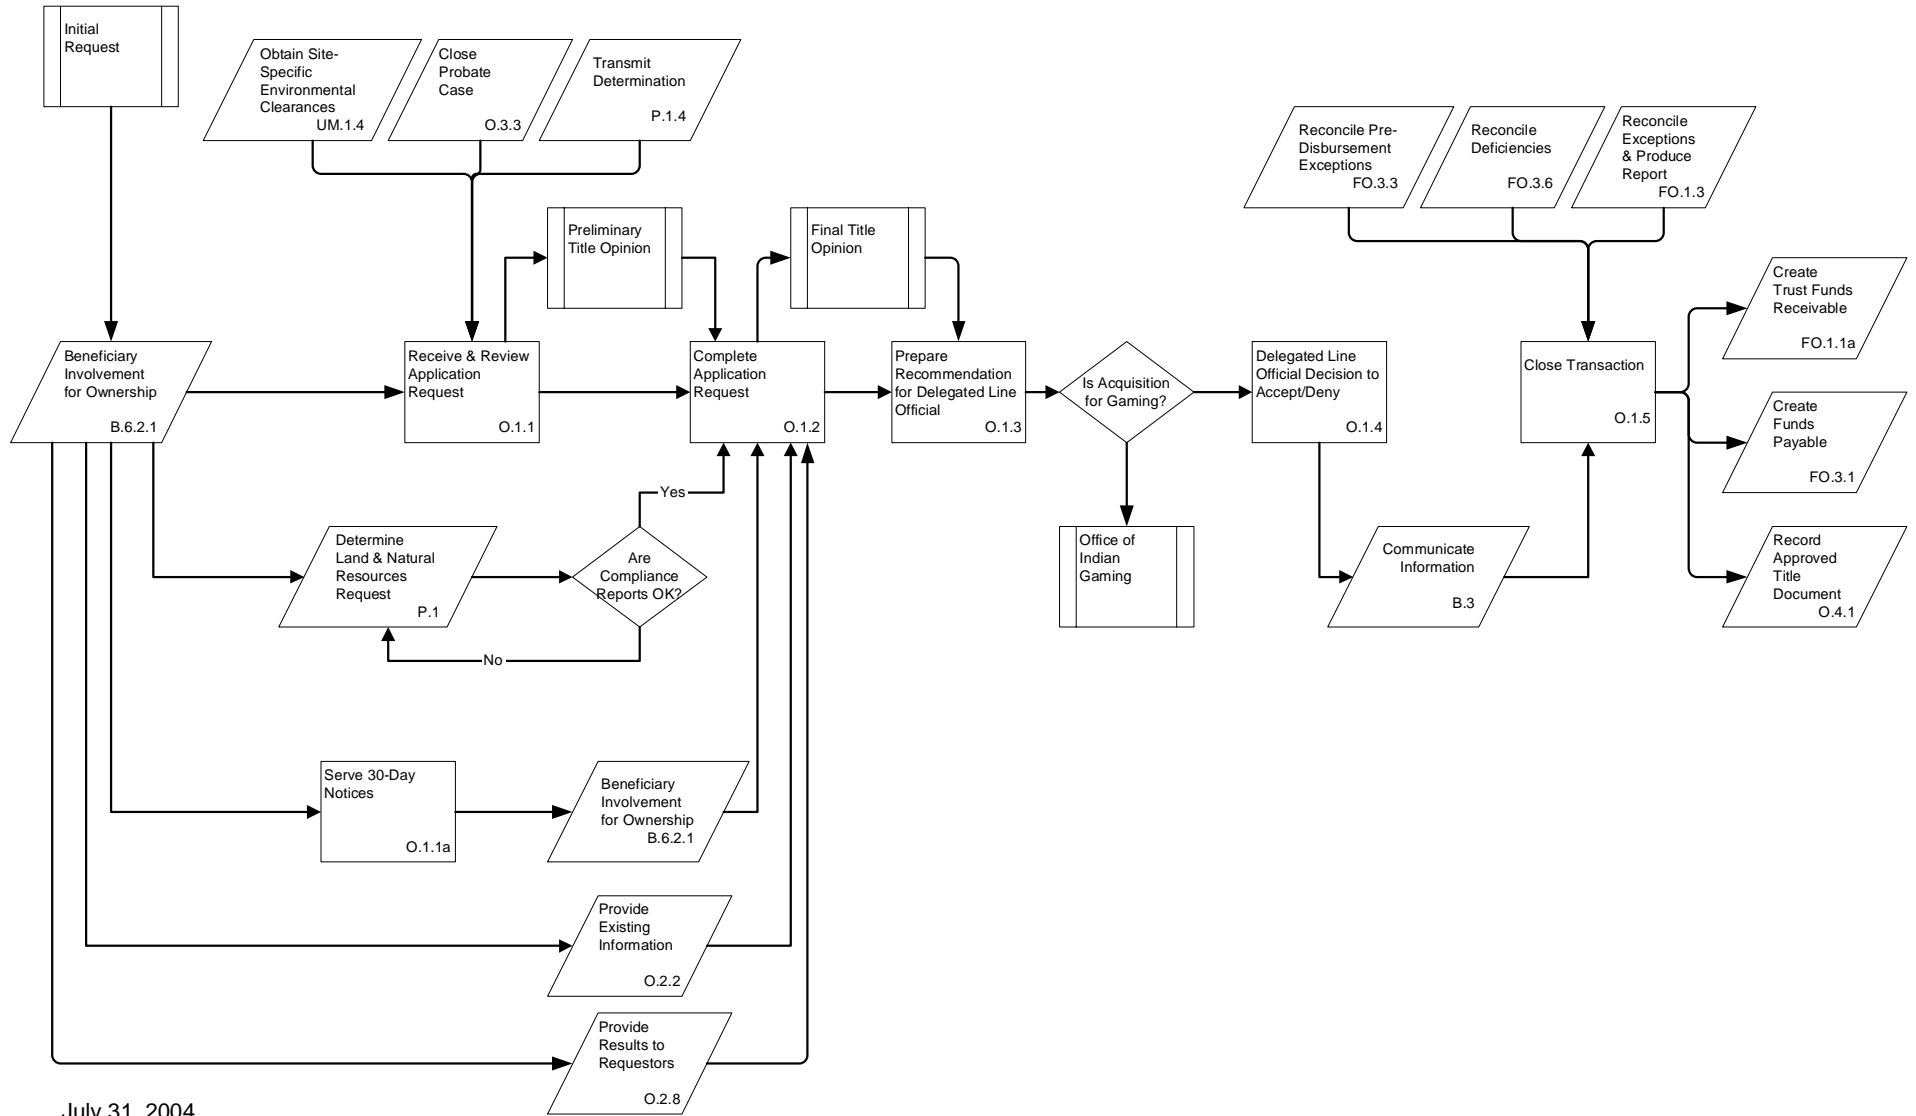 Initial
Request
Obtain Site-
Specific
Environmental
Clearances
UM.1.4
Close
Probate
Case
O.3.3
Transmit
Determination
P.1.4
Reconcile Pre-
Disbursement
Exceptions
FO.3.3
Reconcile
Deficiencies
FO.3.6
Reconcile
Exceptions
& Produce
Report
FO.1.3
Preliminary
Title Opinion
Final Title
Opinion
Create
Trust Funds
Receivable
FO.1.1a
Beneficiary
Involvement
for Ownership
B.6.2.1
Receive & Review
Application
Request
O.1.1
Complete
Application
Request
O.1.2
Prepare
Recommendation
for Delegated Line
Official
O.1.3
Is Acquisition
for Gaming?
Delegated Line
Official Decision to
Accept/Deny
O.1.4
Close Transaction
O.1.5
Create
Funds
Payable
FO.3.1
Yes
Determine
Land & Natural
Resources
Request
P.1
Are
Compliance
Reports OK?
No
Office of
Indian
Gaming
Communicate
Information
B.3
Record
Approved
Title
Document
O.4.1
Serve 30-Day
Notices
O.1.1a
Beneficiary
Involvement
for Ownership
B.6.2.1
Provide
Existing
Information
O.2.2
Provide
Results to
Requestors
O.2.8
July 31, 2004